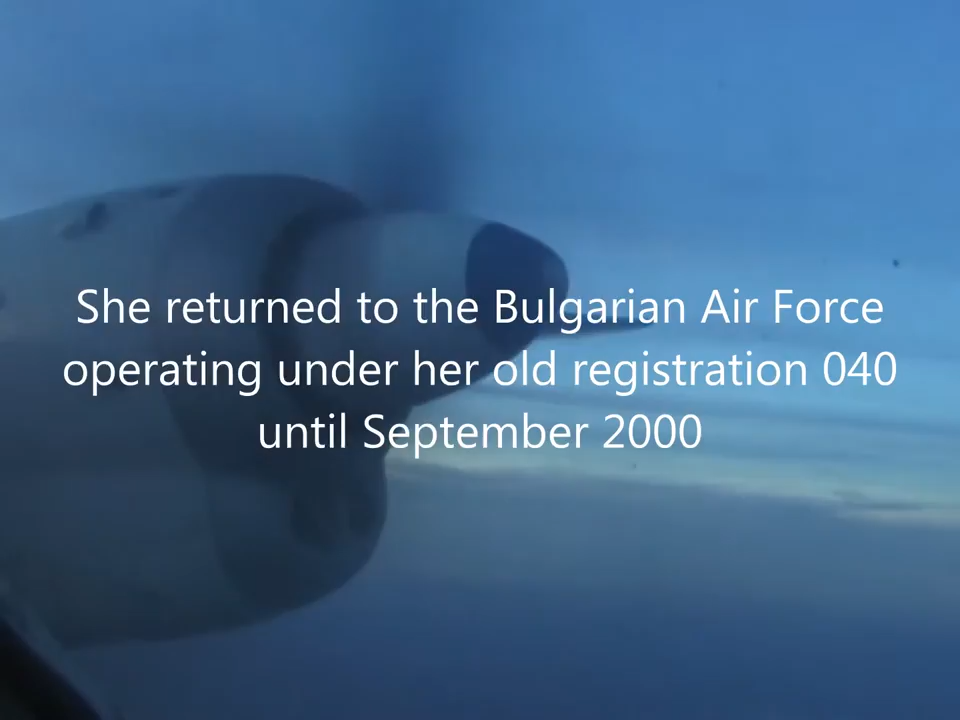 She returned to the Bulgarian Air Force
operating under her old registration 040
until September 2000